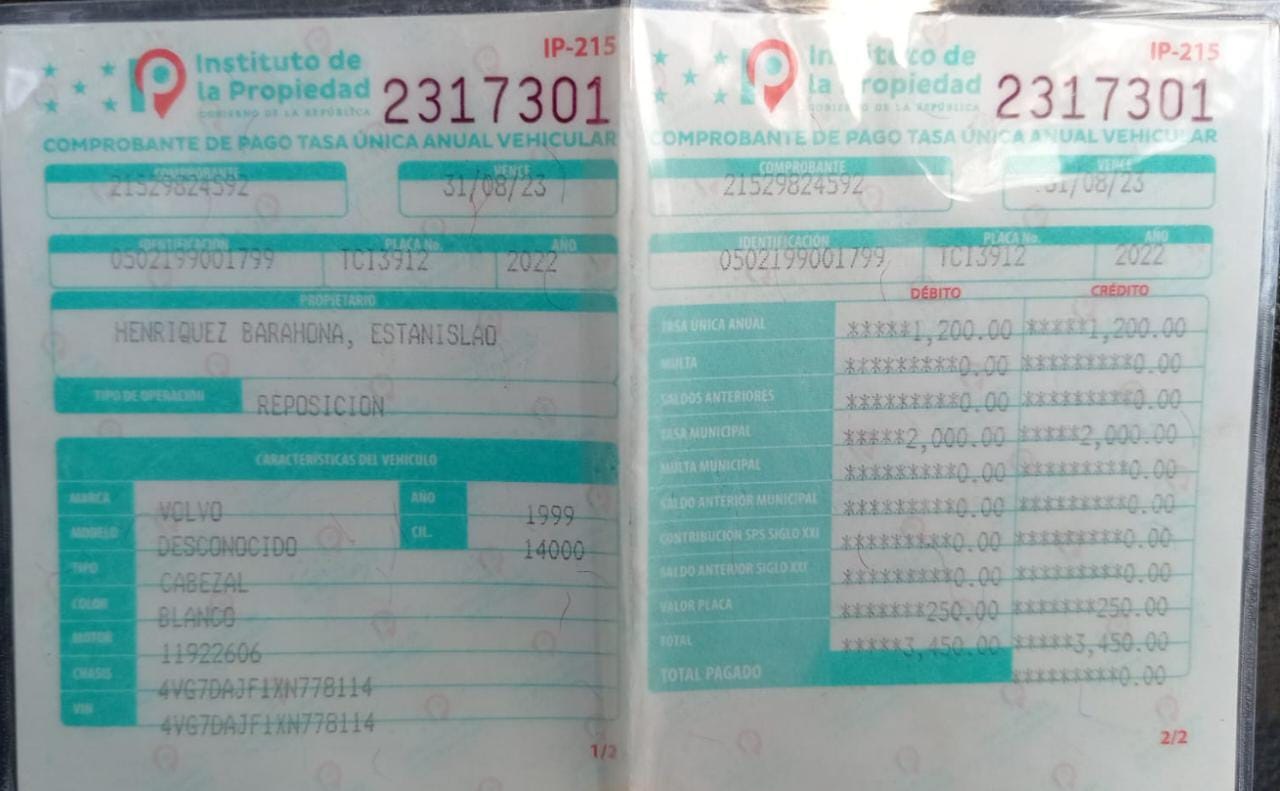 IP-215
Instituto de
la Propiedad
GOBIERNO DE LA REPÚBLICA
2317301
COMPROBANTE DE PAGO TASA ÚNICA ANUAL VEHICULAR
COMPROBANTE VENCE
21529824592 31/08/23
IDENTIFICACIÓN PLACA No. AÑO
0502199001799 TC13912 2022
PROPIETARIO
HENRIQUEZ BARAHONA, ESTANISLAO
TIPO DE OPERACIÓN REPOSICION
CARACTERÍSTICAS DEL VEHICULO
MARCA VOLVO AÑO 1999
MODELO DESCONOCIDO CIL. 14000
TIPO CABEZAL
COLOR BLANCO
MOTOR 11922606
CHASIS 4VG7DAJF1XN778114
VIN 4VG7DAJF1XN778114
1/2
IP-215
Instituto de
la Propiedad
GOBIERNO DE LA REPÚBLICA
2317301
COMPROBANTE DE PAGO TASA ÚNICA ANUAL VEHICULAR
COMPROBANTE VENCE
21529824592 31/08/23
IDENTIFICACIÓN PLACA No. AÑO
0502199001799 TC13912 2022
DÉBITO CRÉDITO
TASA ÚNICA ANUAL *****1,200.00 *****1,200.00
MULTA *********0.00 *********0.00
SALDOS ANTERIORES *********0.00 *********0.00
TASA MUNICIPAL *****2,000.00 *****2,000.00
MULTA MUNICIPAL *********0.00 *********0.00
SALDO ANTERIOR MUNICIPAL *********0.00 *********0.00
CONTRIBUCION SPS SIGLO XXI *********0.00 *********0.00
SALDO ANTERIOR SIGLO XXI *********0.00 *********0.00
VALOR PLACA *******250.00 *******250.00
TOTAL *****3,450.00 *****3,450.00
TOTAL PAGADO *********0.00
2/2